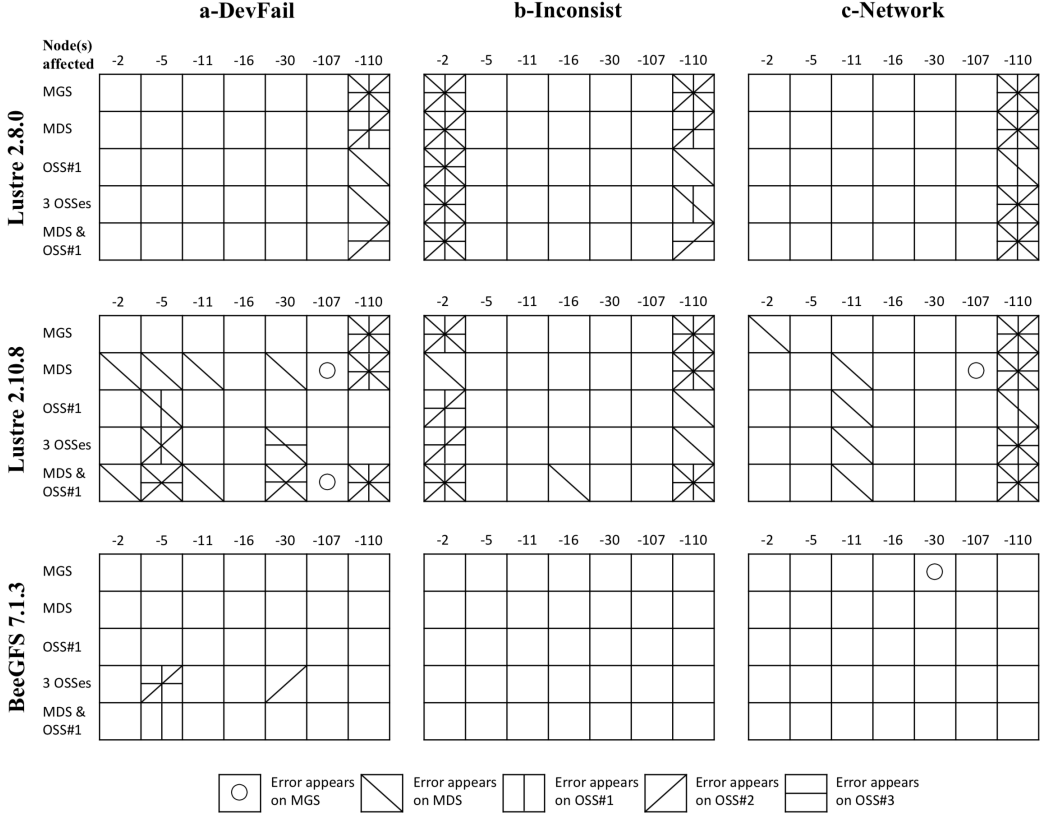 a-DevFail b-Inconsist c-Network
Node(s)
affected
-2 -5 -11 -16 -30 -107 -110 -2 -5 -11 -16 -30 -107 -110 -2 -5 -11 -16 -30 -107 -110
Lustre 2.8.0
MGS
MDS
OSS#1
3 OSSes
MDS &
OSS#1
-2 -5 -11 -16 -30 -107 -110 -2 -5 -11 -16 -30 -107 -110 -2 -5 -11 -16 -30 -107 -110
Lustre 2.10.8
MGS
MDS
OSS#1
3 OSSes
MDS &
OSS#1
-2 -5 -11 -16 -30 -107 -110 -2 -5 -11 -16 -30 -107 -110 -2 -5 -11 -16 -30 -107 -110
BeeGFS 7.1.3
MGS
MDS
OSS#1
3 OSSes
MDS &
OSS#1
Error appears
on MGS
Error appears
on MDS
Error appears
on OSS#1
Error appears
on OSS#2
Error appears
on OSS#3